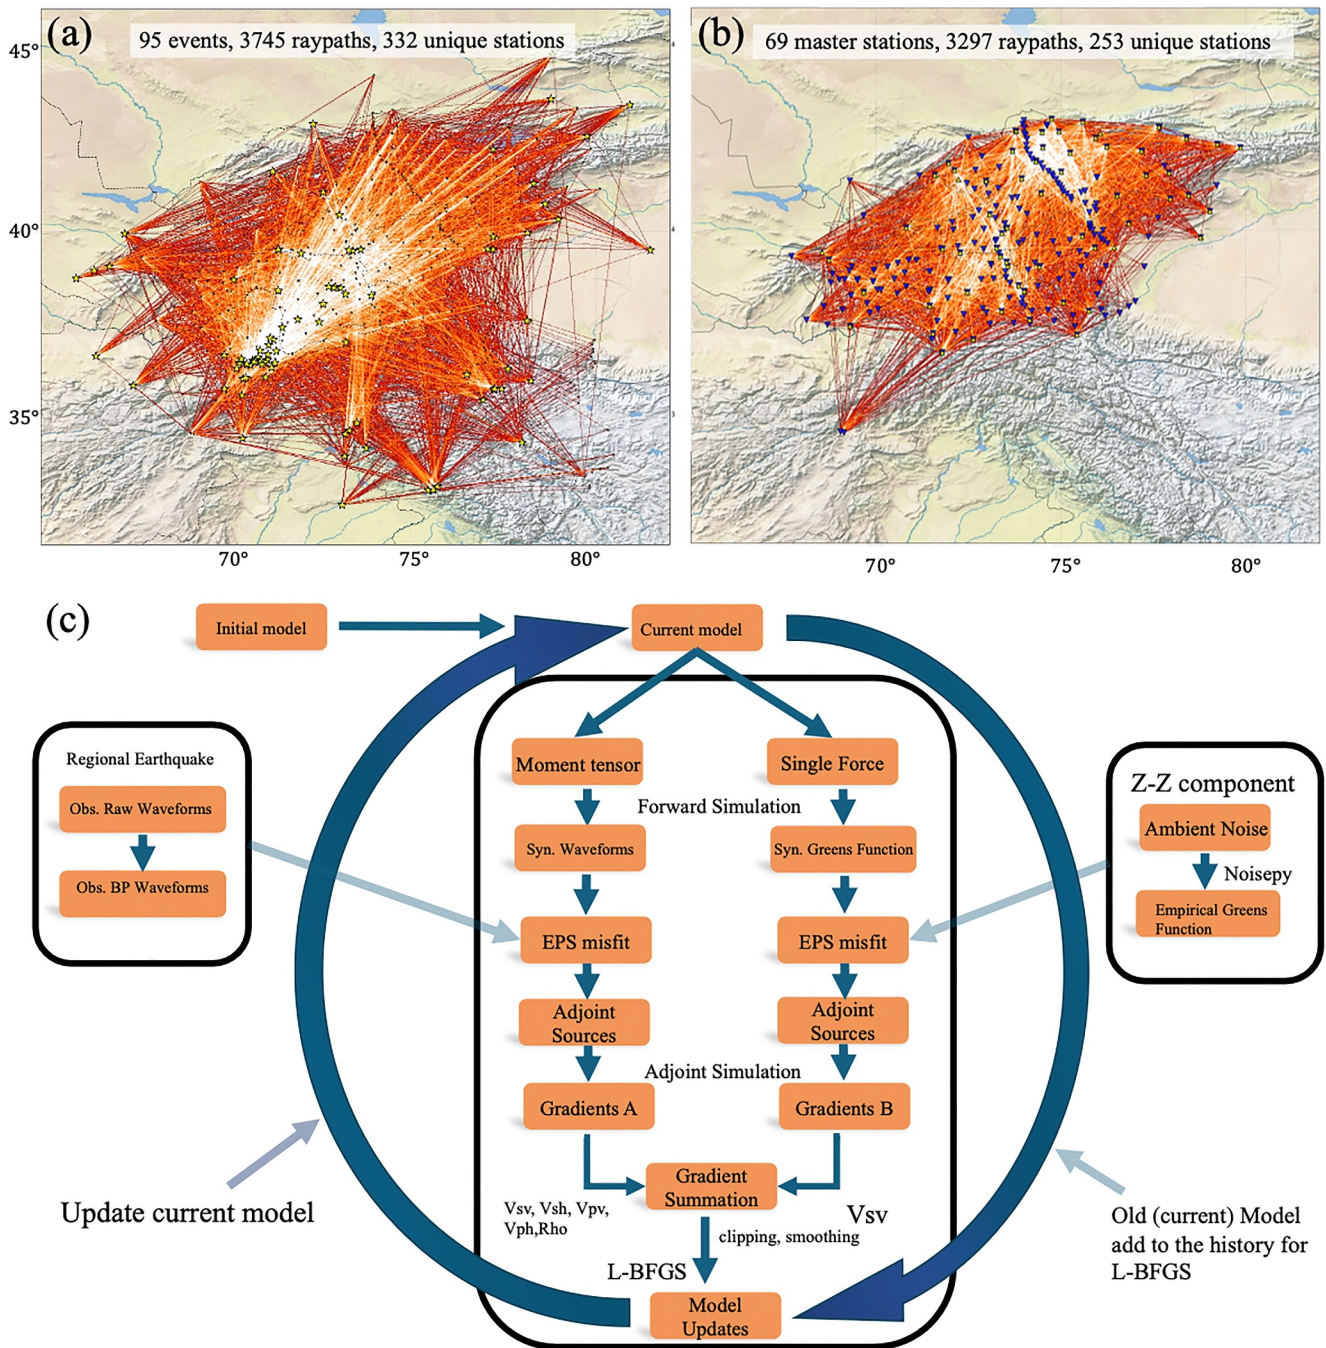 (a)
95 events, 3745 raypaths, 332 unique stations
45°
40°
35°
70°
75°
80°
(b)
69 master stations, 3297 raypaths, 253 unique stations
70°
75°
80°
(c)
Initial model
Current model
Regional Earthquake
Obs. Raw Waveforms
Obs. BP Waveforms
Moment tensor
Single Force
Forward Simulation
Syn. Waveforms
Syn. Greens Function
EPS misfit
EPS misfit
Adjoint
Sources
Adjoint
Sources
Adjoint Simulation
Gradients A
Gradients B
Gradient
Summation
Vsv, Vsh, Vpv,
Vph,Rho
Vsv
clipping, smoothing
L-BFGS
Model
Updates
Z-Z component
Ambient Noise
Noisepy
Empirical Greens
Function
Update current model
Old (current) Model
add to the history for
L-BFGS